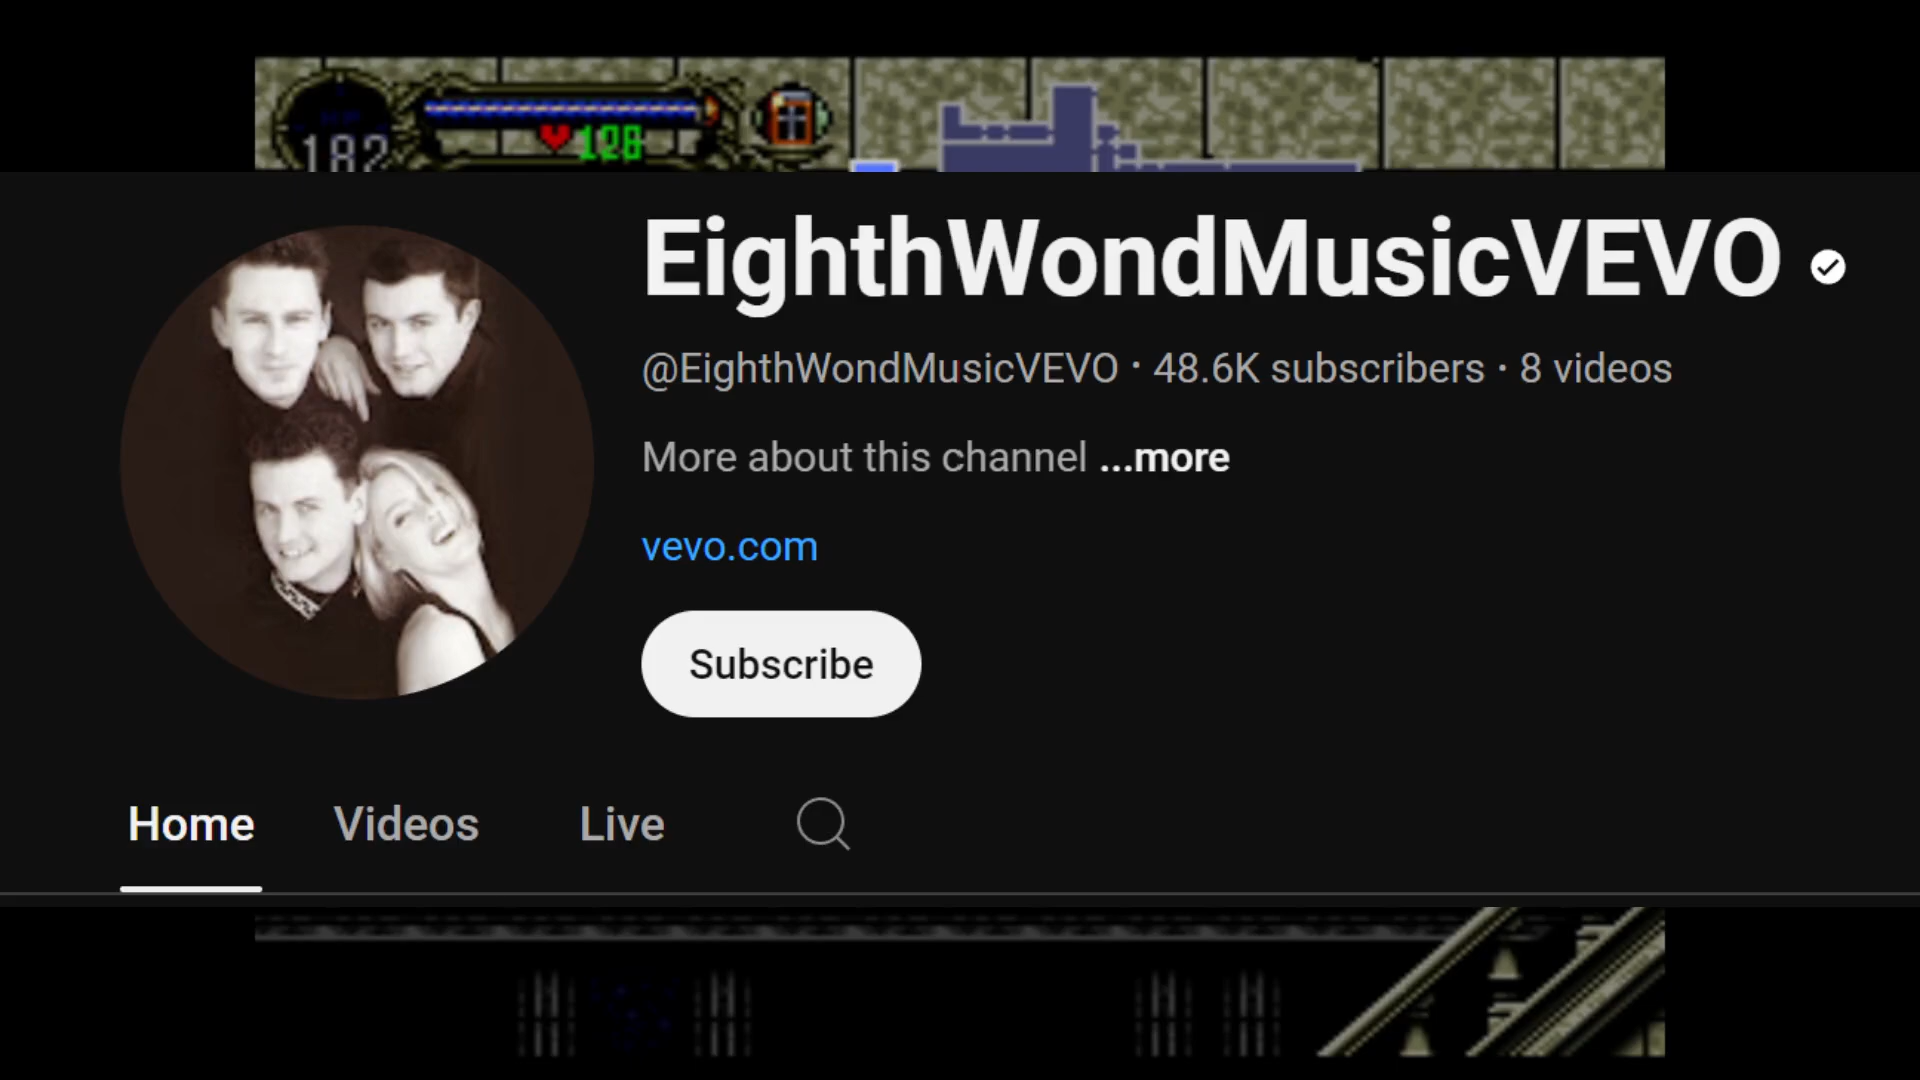 182
128
EighthWondMusicVEVO
@EighthWondMusicVEVO · 48.6K subscribers · 8 videos
More about this channel ...more
vevo.com
Subscribe
Home Videos Live